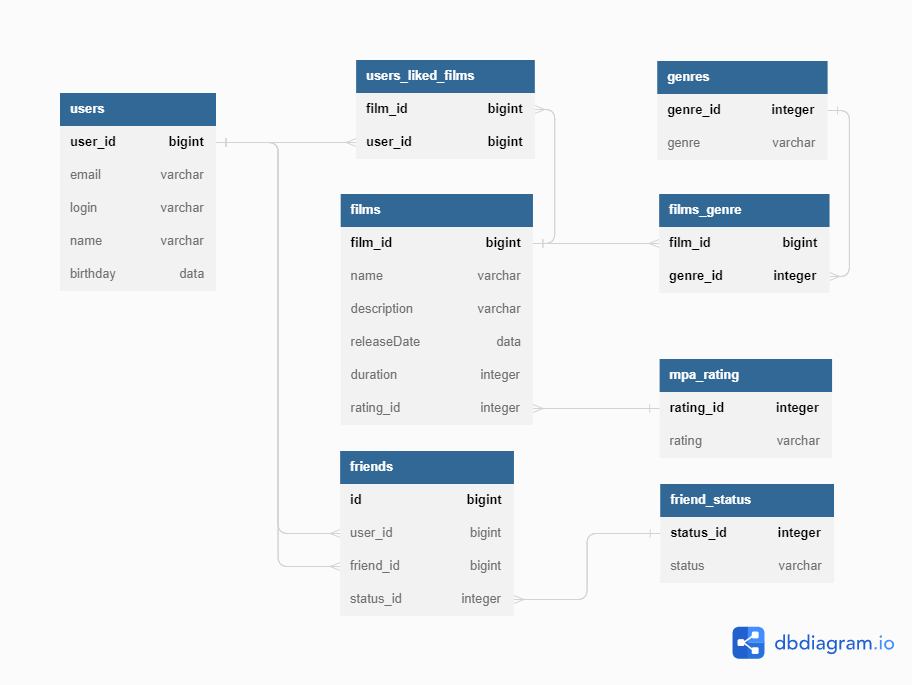 users
user_id bigint
email varchar
login varchar
name varchar
birthday data
users_liked_films
film_id bigint
user_id bigint
films
film_id bigint
name varchar
description varchar
releaseDate data
duration integer
rating_id integer
friends
id bigint
user_id bigint
friend_id bigint
status_id integer
genres
genre_id integer
genre varchar
films_genre
film_id bigint
genre_id integer
mpa_rating
rating_id integer
rating varchar
friend_status
status_id integer
status varchar
dbdiagram.io